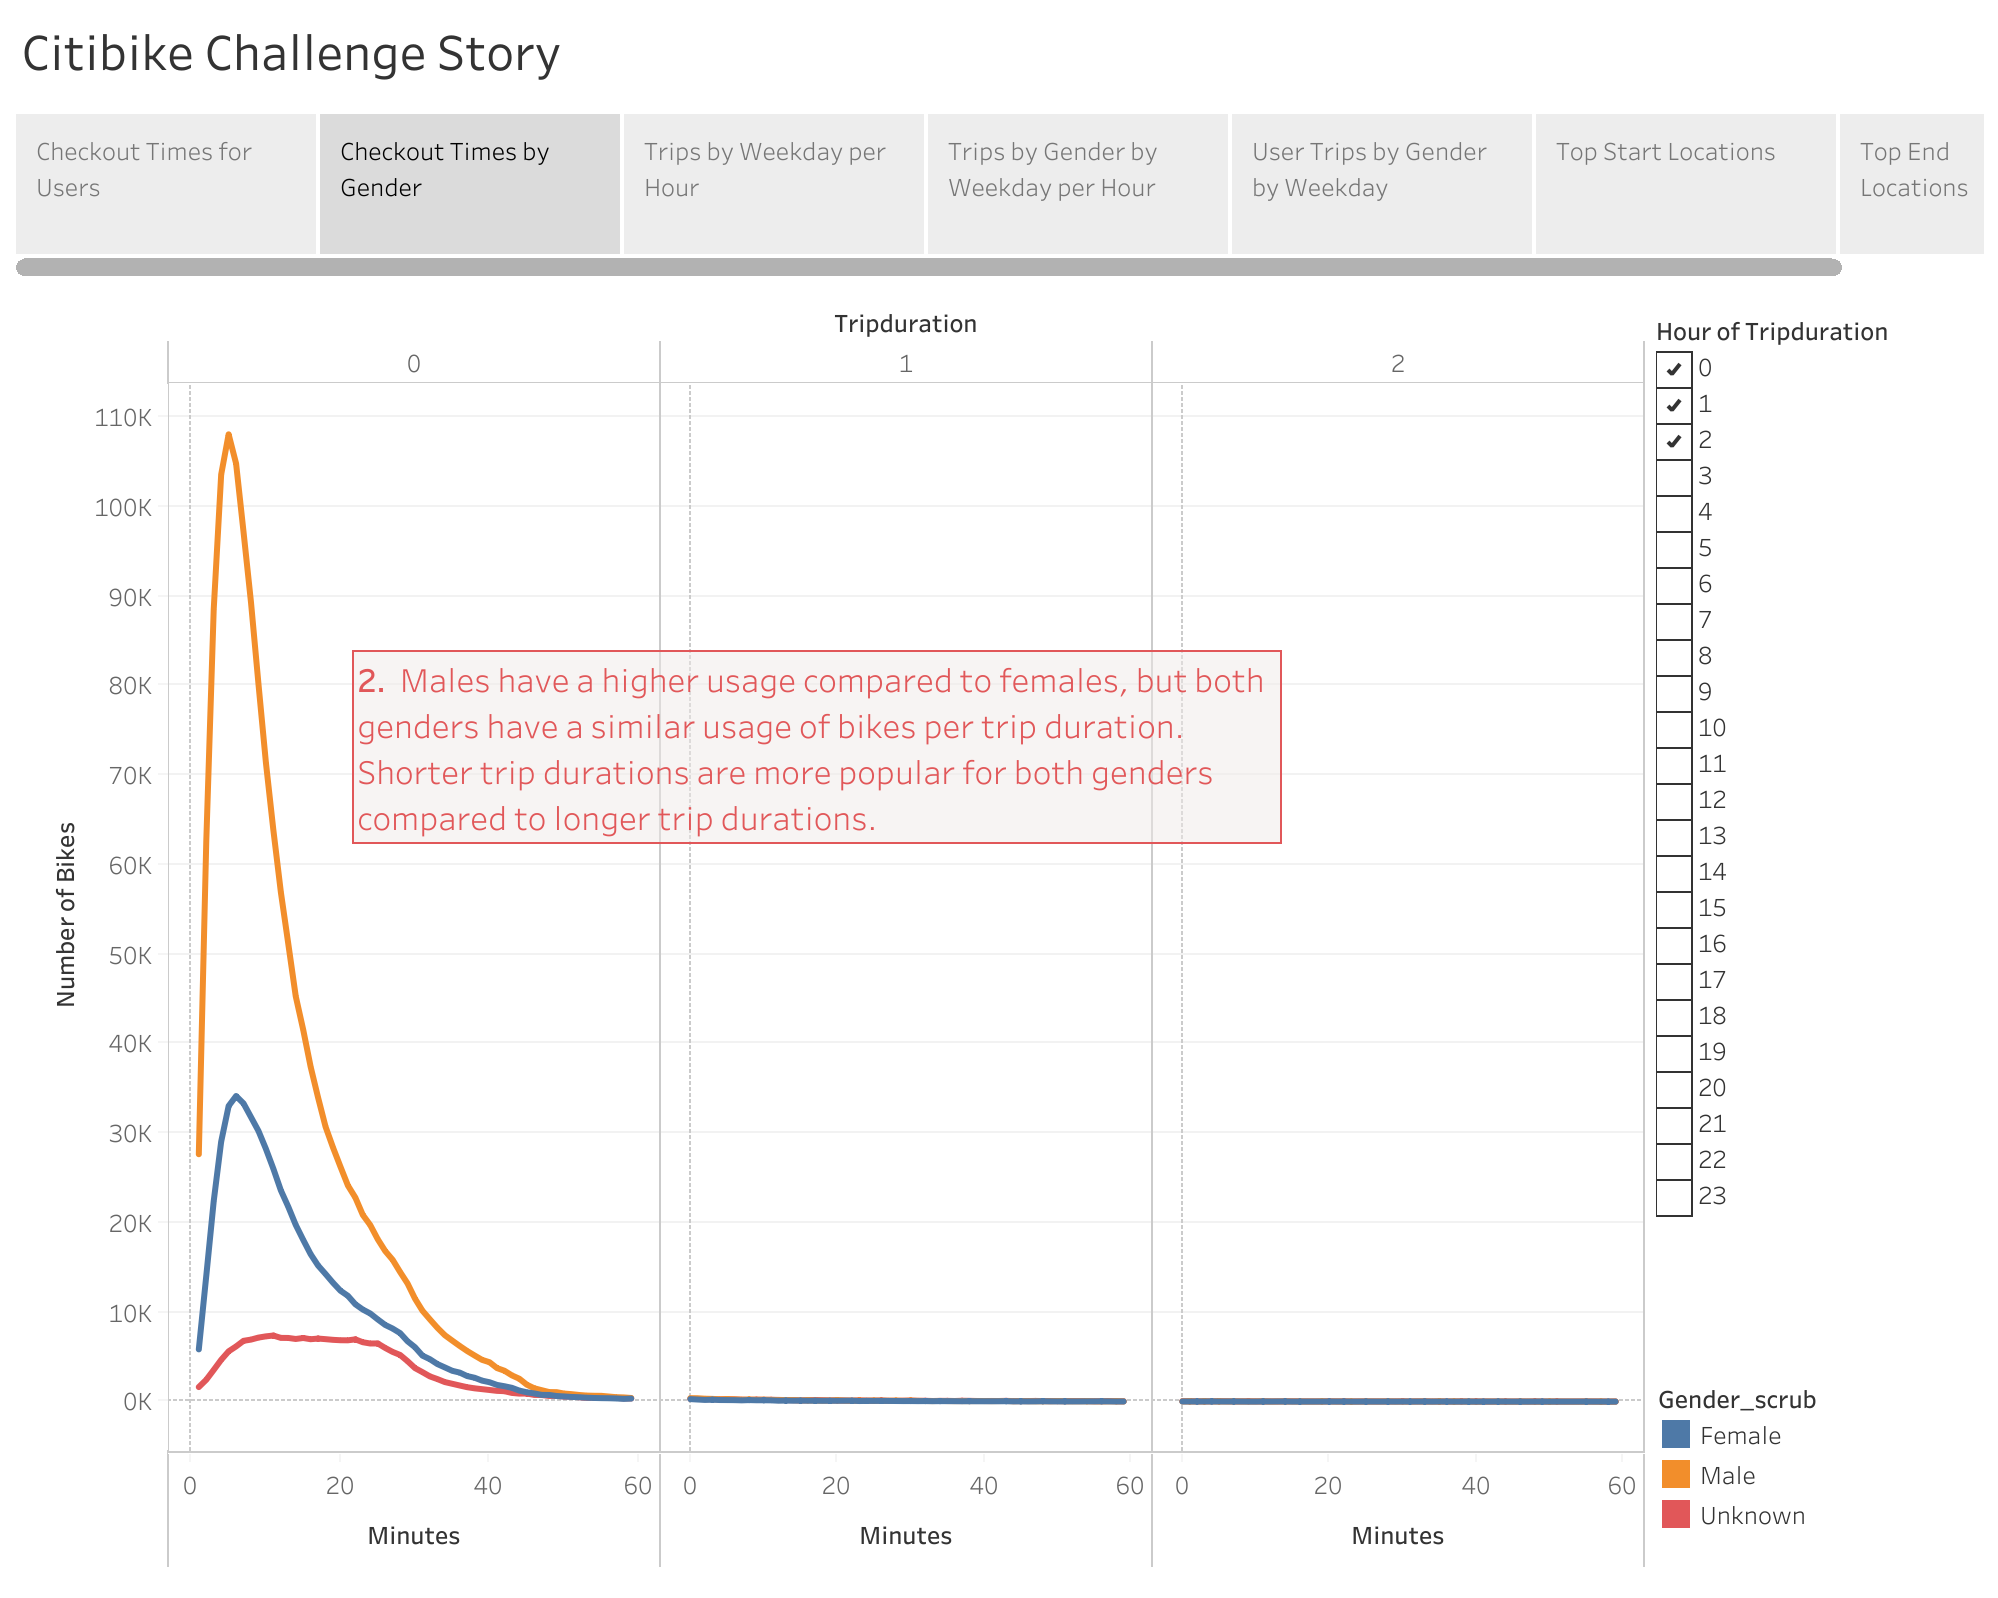 Citibike Challenge Story
Checkout Times for
Users
Checkout Times by
Gender
Trips by Weekday per
Hour
Trips by Gender by
Weekday per Hour
User Trips by Gender
by Weekday
Top Start Locations
Top End
Locations
Tripduration
0
1
2
110K
100K
90K
80K
70K
60K
50K
40K
30K
20K
10K
0K
Number of Bikes
2. Males have a higher usage compared to females, but both
genders have a similar usage of bikes per trip duration.
Shorter trip durations are more popular for both genders
compared to longer trip durations.
0 20 40 60
0 20 40 60
0 20 40 60
Minutes
Minutes
Minutes
Hour of Tripduration
0
1
2
3
4
5
6
7
8
9
10
11
12
13
14
15
16
17
18
19
20
21
22
23
Gender_scrub
Female
Male
Unknown